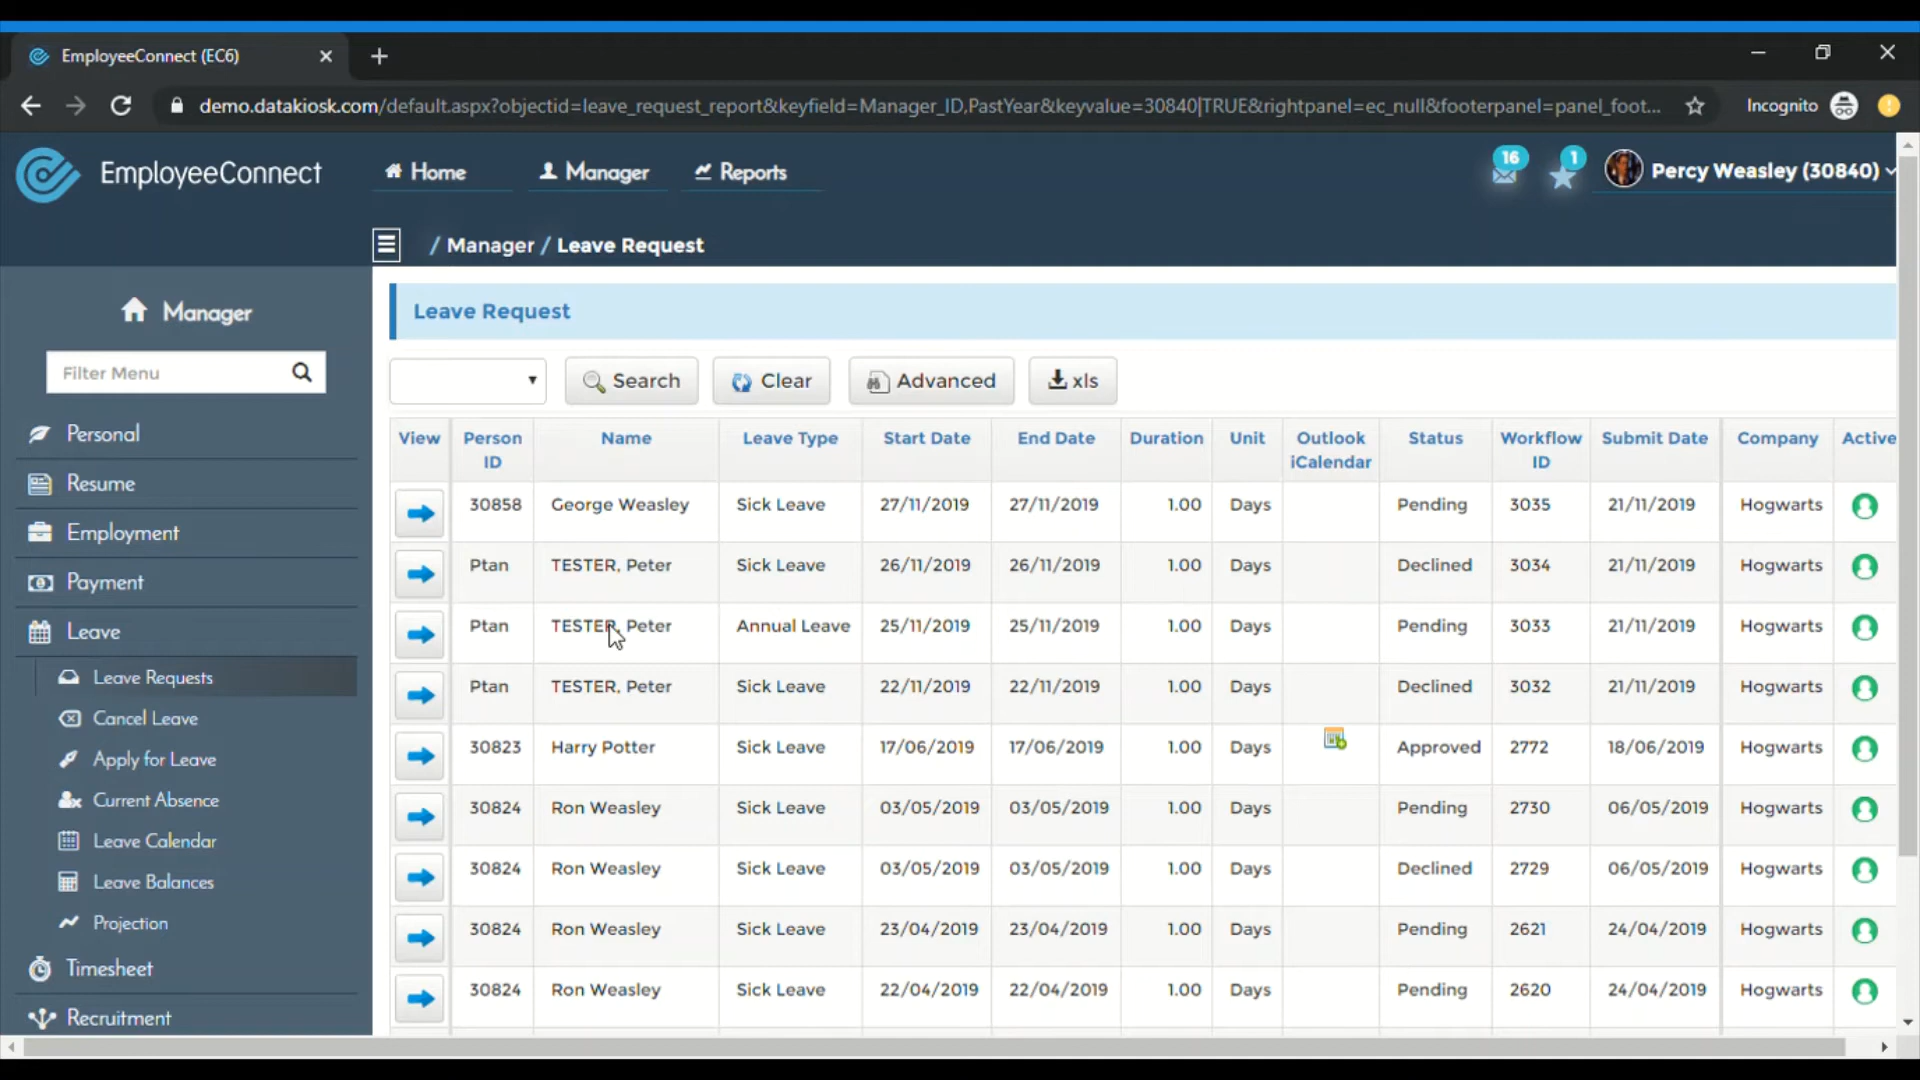 EmployeeConnect (EC6)
demo.datakiosk.com/default.aspx?objectid=leave_request_report&keyfield=Manager_ID,PastYear&keyvalue=30840|TRUE&rightpanel=ec_null&footerpanel=panel_foot... Incognito
EmployeeConnect Home Manager Reports 16 1 Percy Weasley (30840)
/ Manager / Leave Request
Manager
Filter Menu
Personal
Resume
Employment
Payment
Leave
Leave Requests
Cancel Leave
Apply for Leave
Current Absence
Leave Calendar
Leave Balances
Projection
Timesheet
Recruitment
Leave Request
Search Clear Advanced xls
View Person ID Name Leave Type Start Date End Date Duration Unit Outlook iCalendar Status Workflow ID Submit Date Company Active
30858 George Weasley Sick Leave 27/11/2019 27/11/2019 1.00 Days Pending 3035 21/11/2019 Hogwarts
Ptan TESTER, Peter Sick Leave 26/11/2019 26/11/2019 1.00 Days Declined 3034 21/11/2019 Hogwarts
Ptan TESTER, Peter Annual Leave 25/11/2019 25/11/2019 1.00 Days Pending 3033 21/11/2019 Hogwarts
Ptan TESTER, Peter Sick Leave 22/11/2019 22/11/2019 1.00 Days Declined 3032 21/11/2019 Hogwarts
30823 Harry Potter Sick Leave 17/06/2019 17/06/2019 1.00 Days Approved 2772 18/06/2019 Hogwarts
30824 Ron Weasley Sick Leave 03/05/2019 03/05/2019 1.00 Days Pending 2730 06/05/2019 Hogwarts
30824 Ron Weasley Sick Leave 03/05/2019 03/05/2019 1.00 Days Declined 2729 06/05/2019 Hogwarts
30824 Ron Weasley Sick Leave 23/04/2019 23/04/2019 1.00 Days Pending 2621 24/04/2019 Hogwarts
30824 Ron Weasley Sick Leave 22/04/2019 22/04/2019 1.00 Days Pending 2620 24/04/2019 Hogwarts